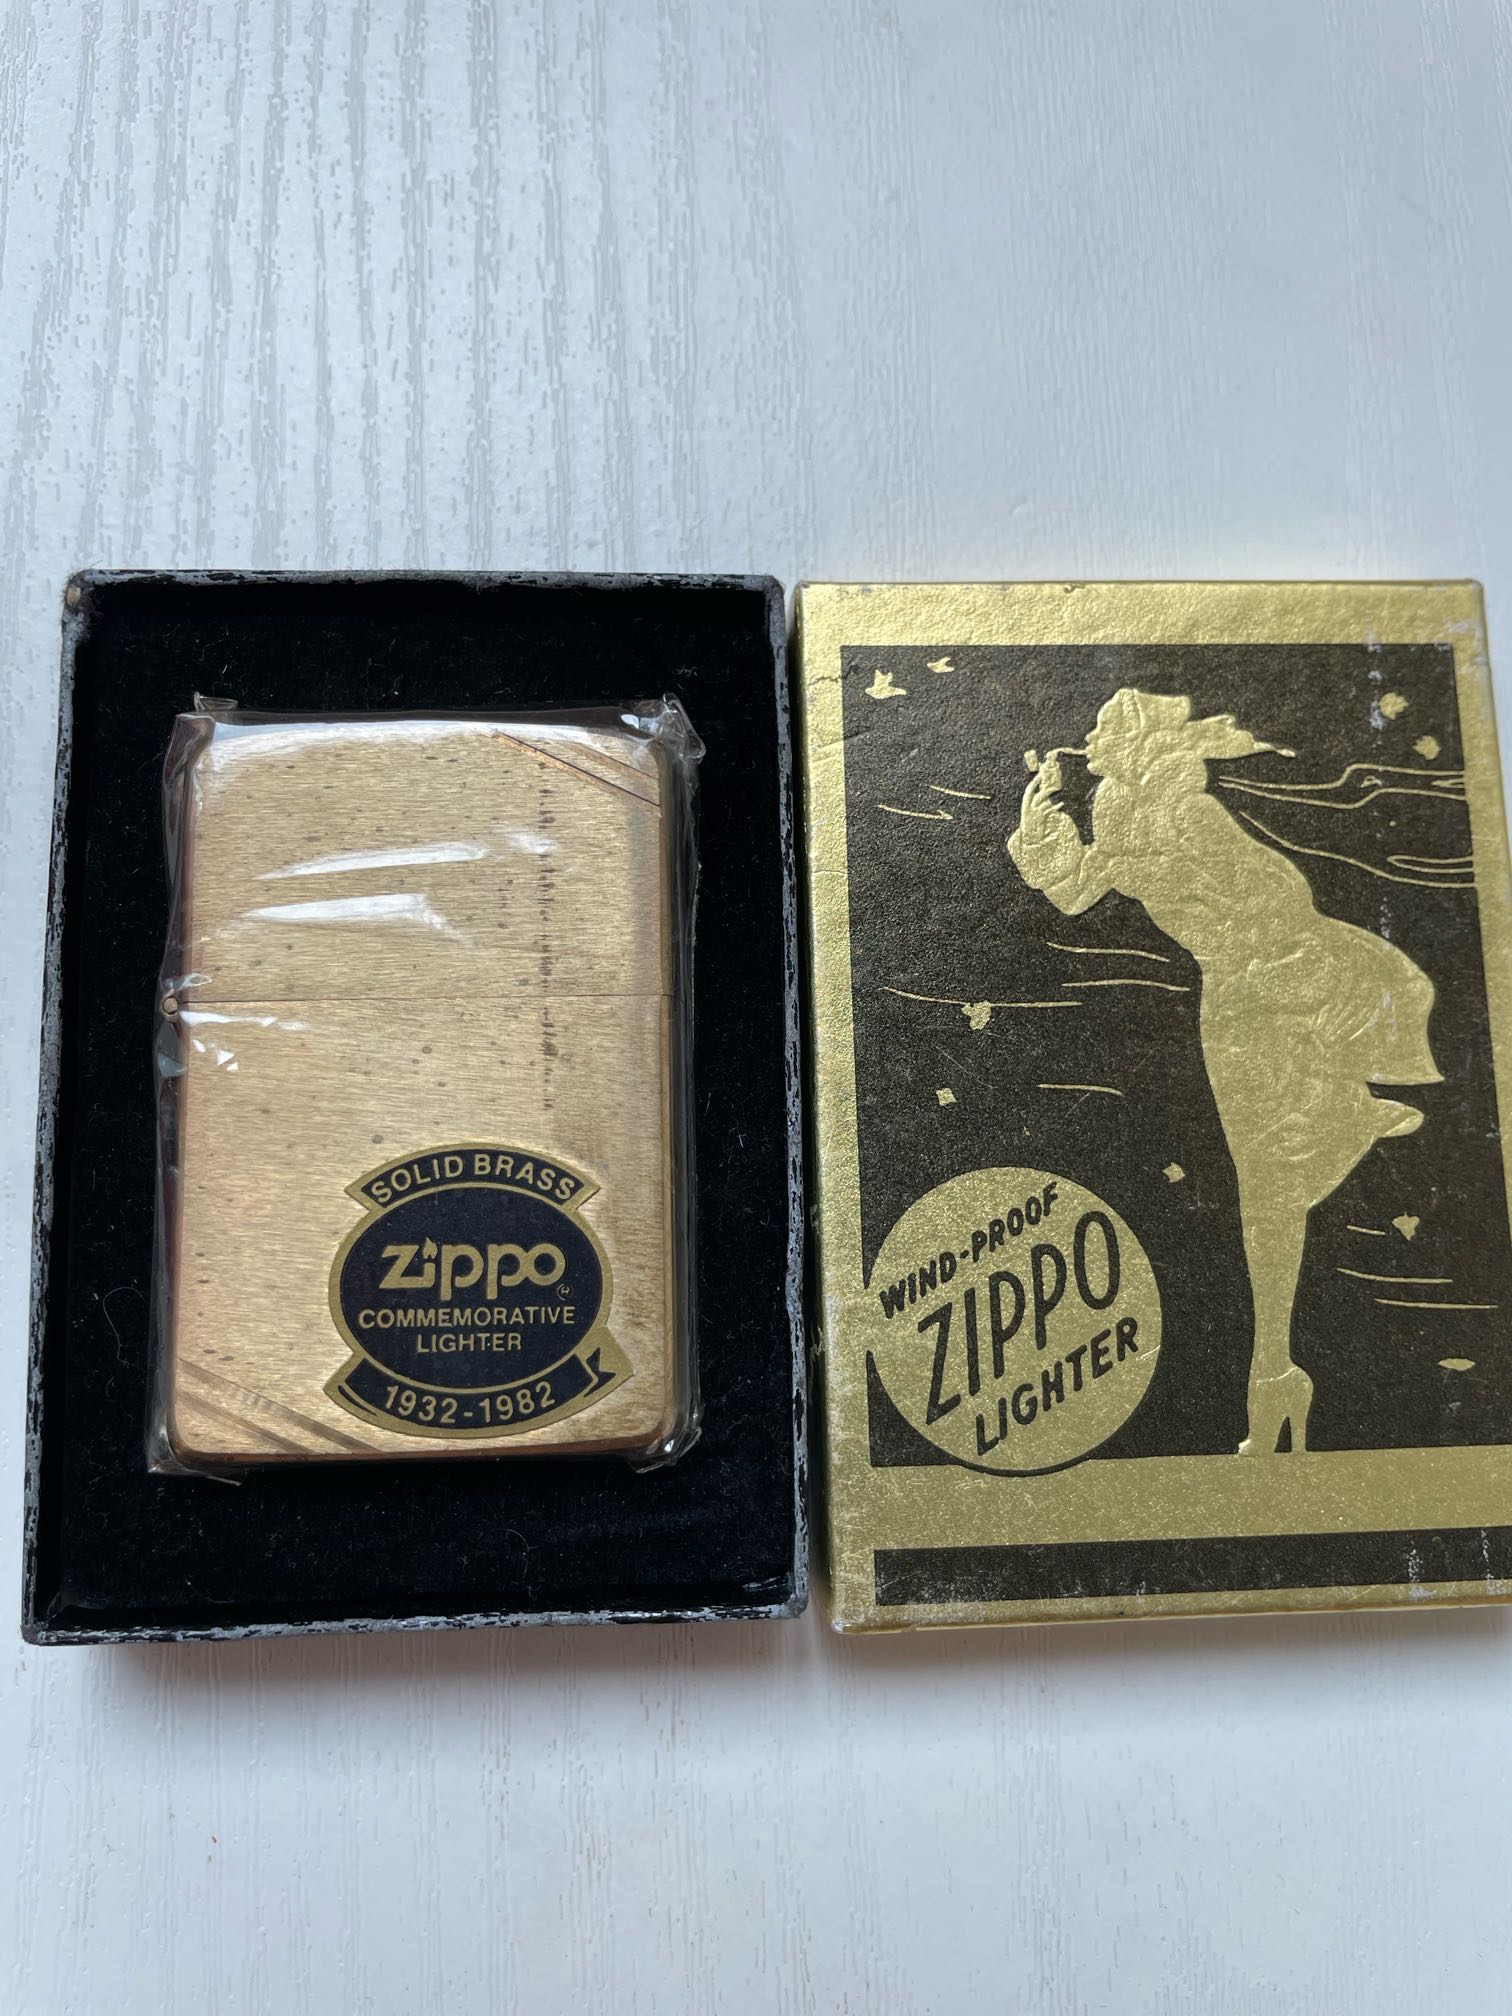 SOLID BRASS
Zippo®
COMMEMORATIVE
LIGHTER
1932-1982
WIND-PROOF
ZIPPO
LIGHTER